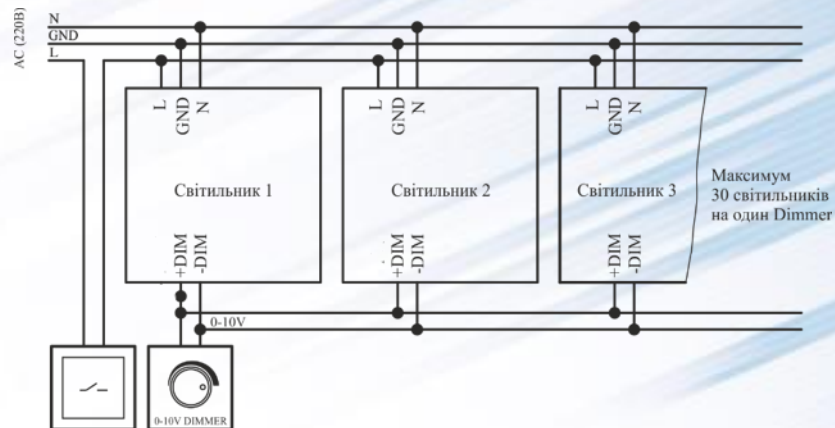 AC (220В)
N
GND
L
L
GND
N
L
GND
N
L
GND
N
Світильник 1
Світильник 2
Світильник 3
Максимум
30 світильників
на один Dimmer
+DIM
-DIM
+DIM
-DIM
+DIM
-DIM
0-10V
0-10V DIMMER